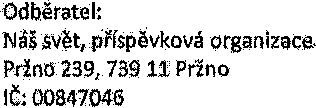 Odběratel:
Náš svět, příspěvková organizace
Pržno 239, 739 11 Pržno
IČ: 00847046